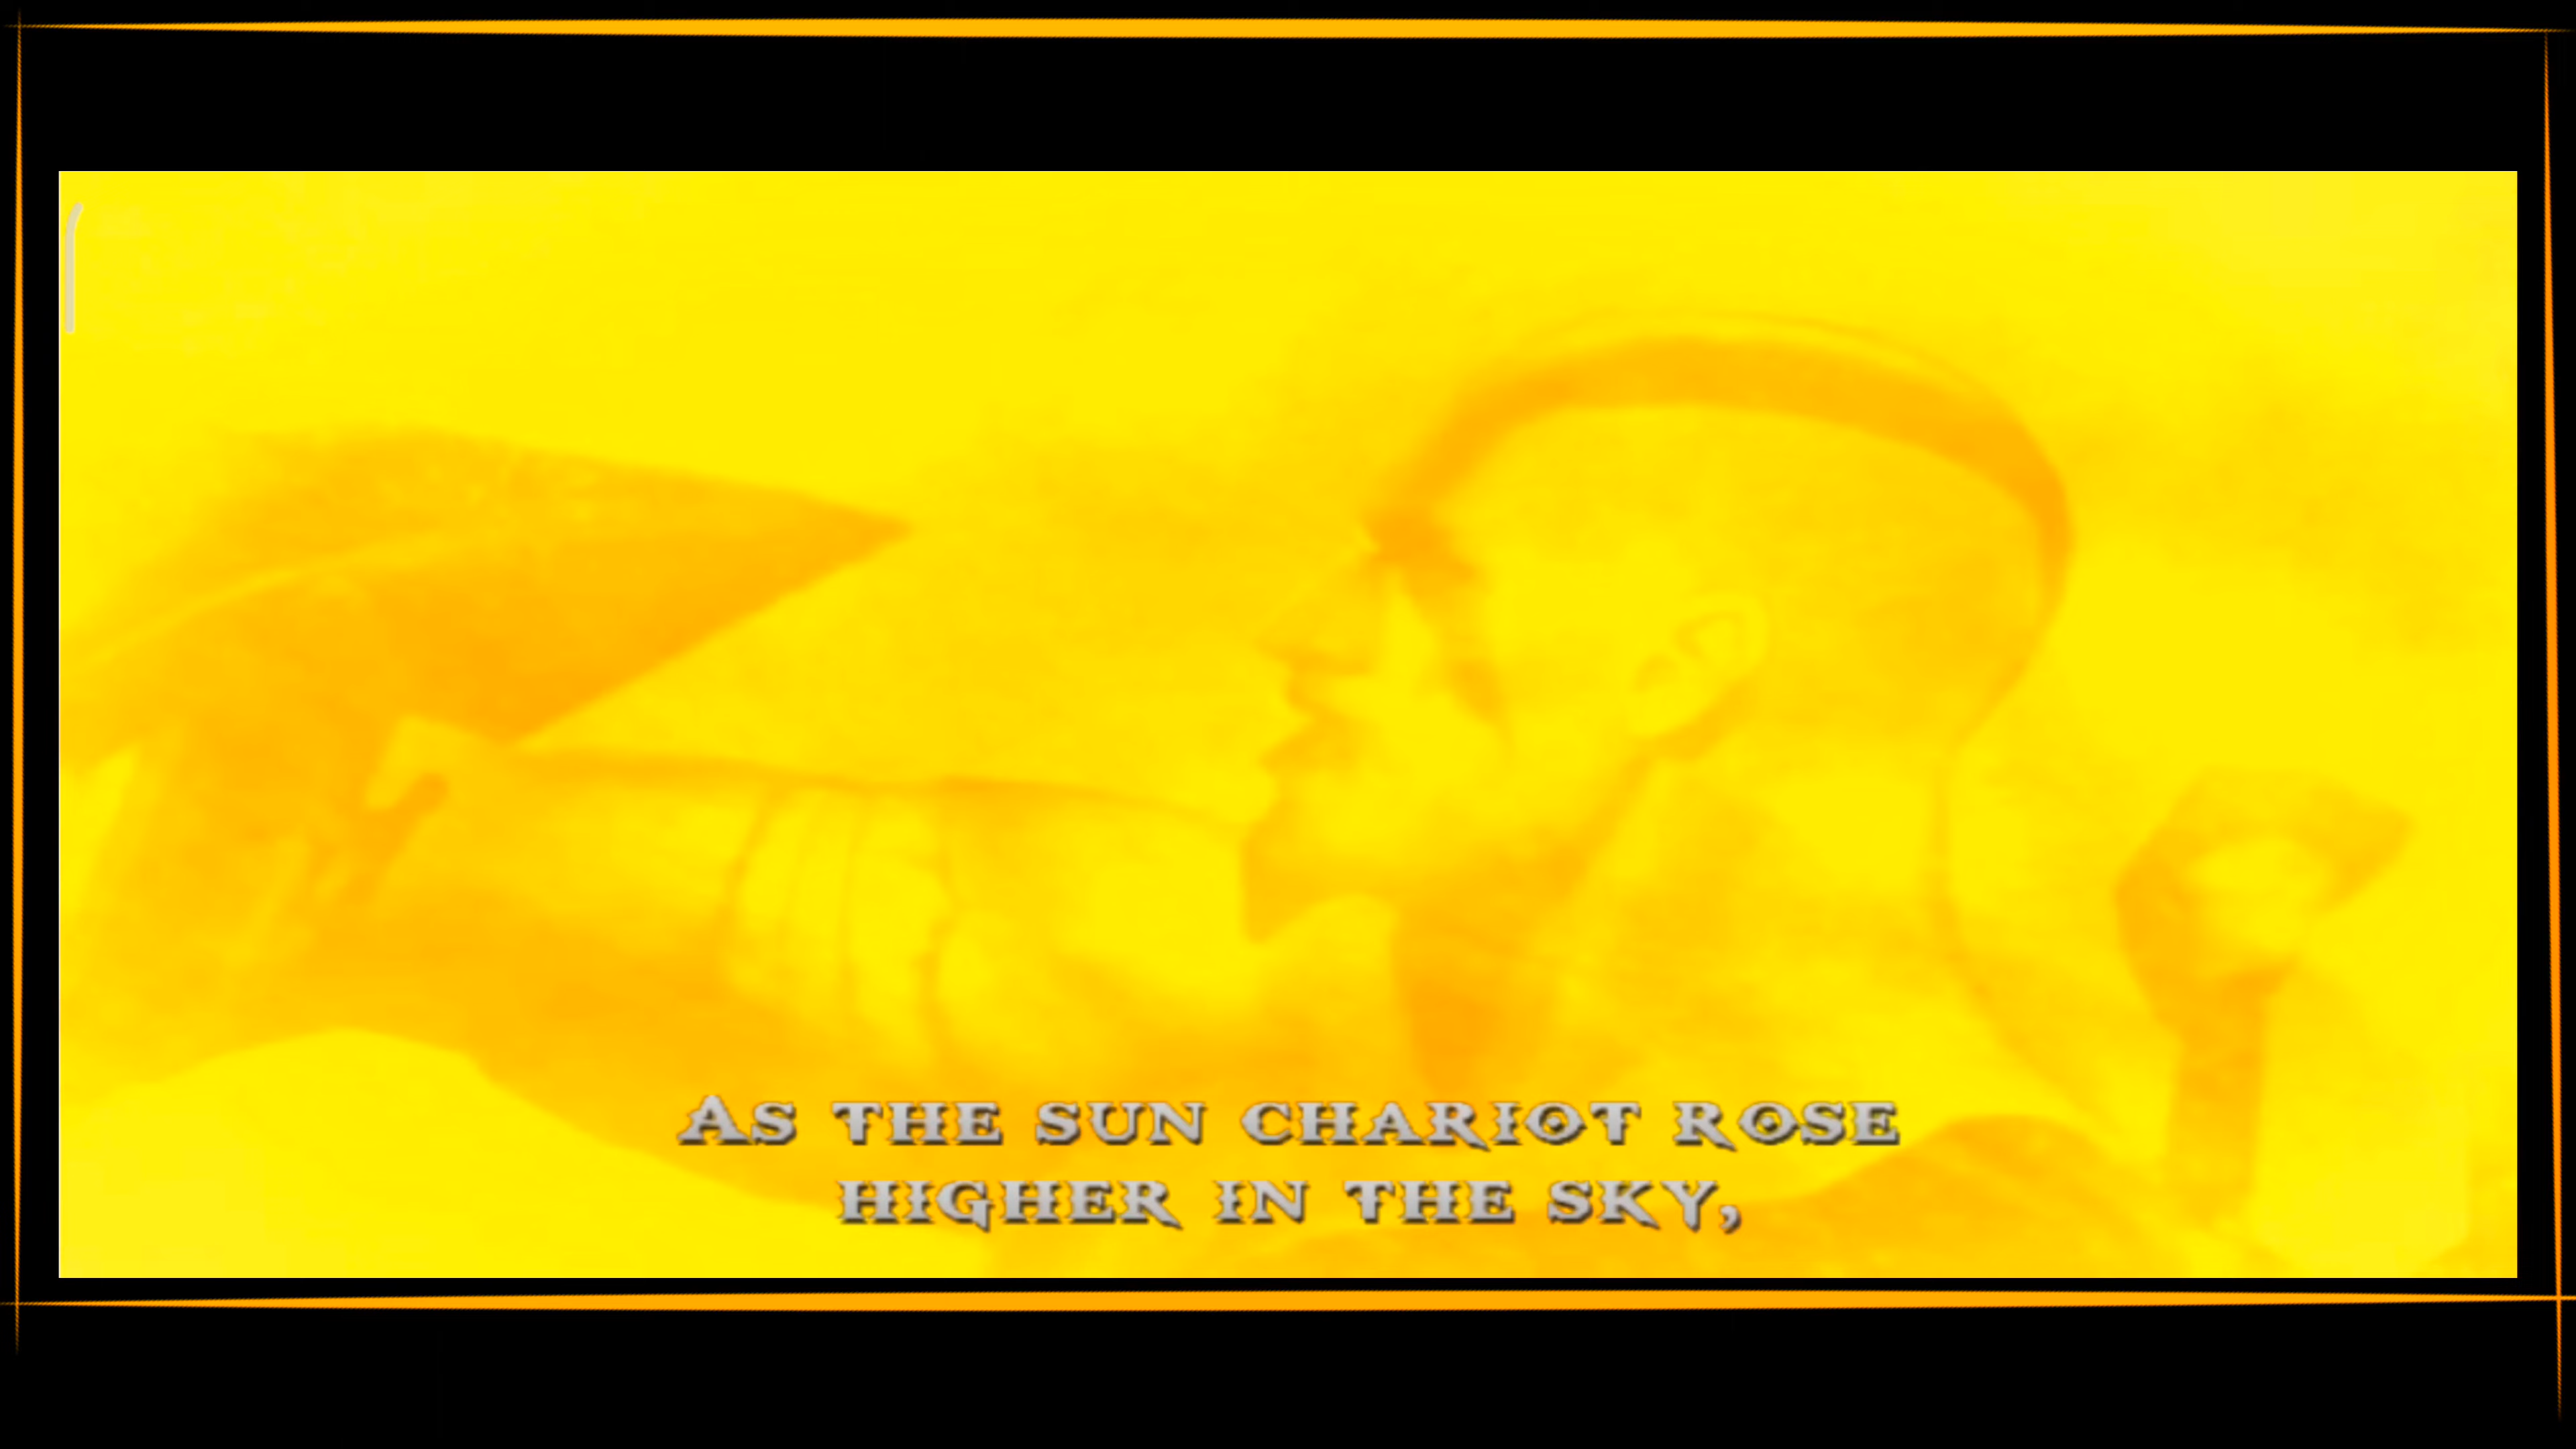 As the sun chariot rose
higher in the sky,